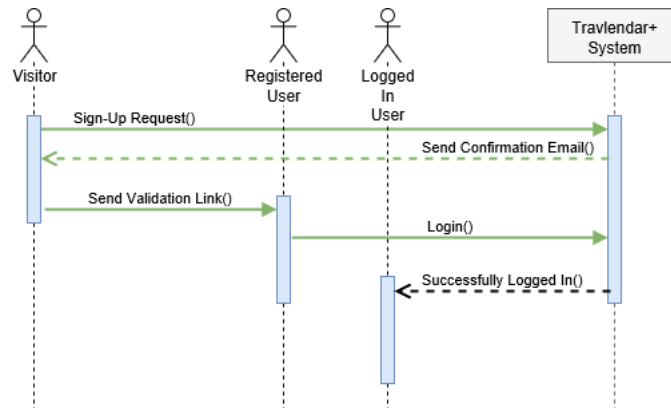 Travlendar+
System
Visitor
Registered
User
Logged
In
User
Sign-Up Request()
Send Confirmation Email()
Send Validation Link()
Login()
Successfully Logged In()